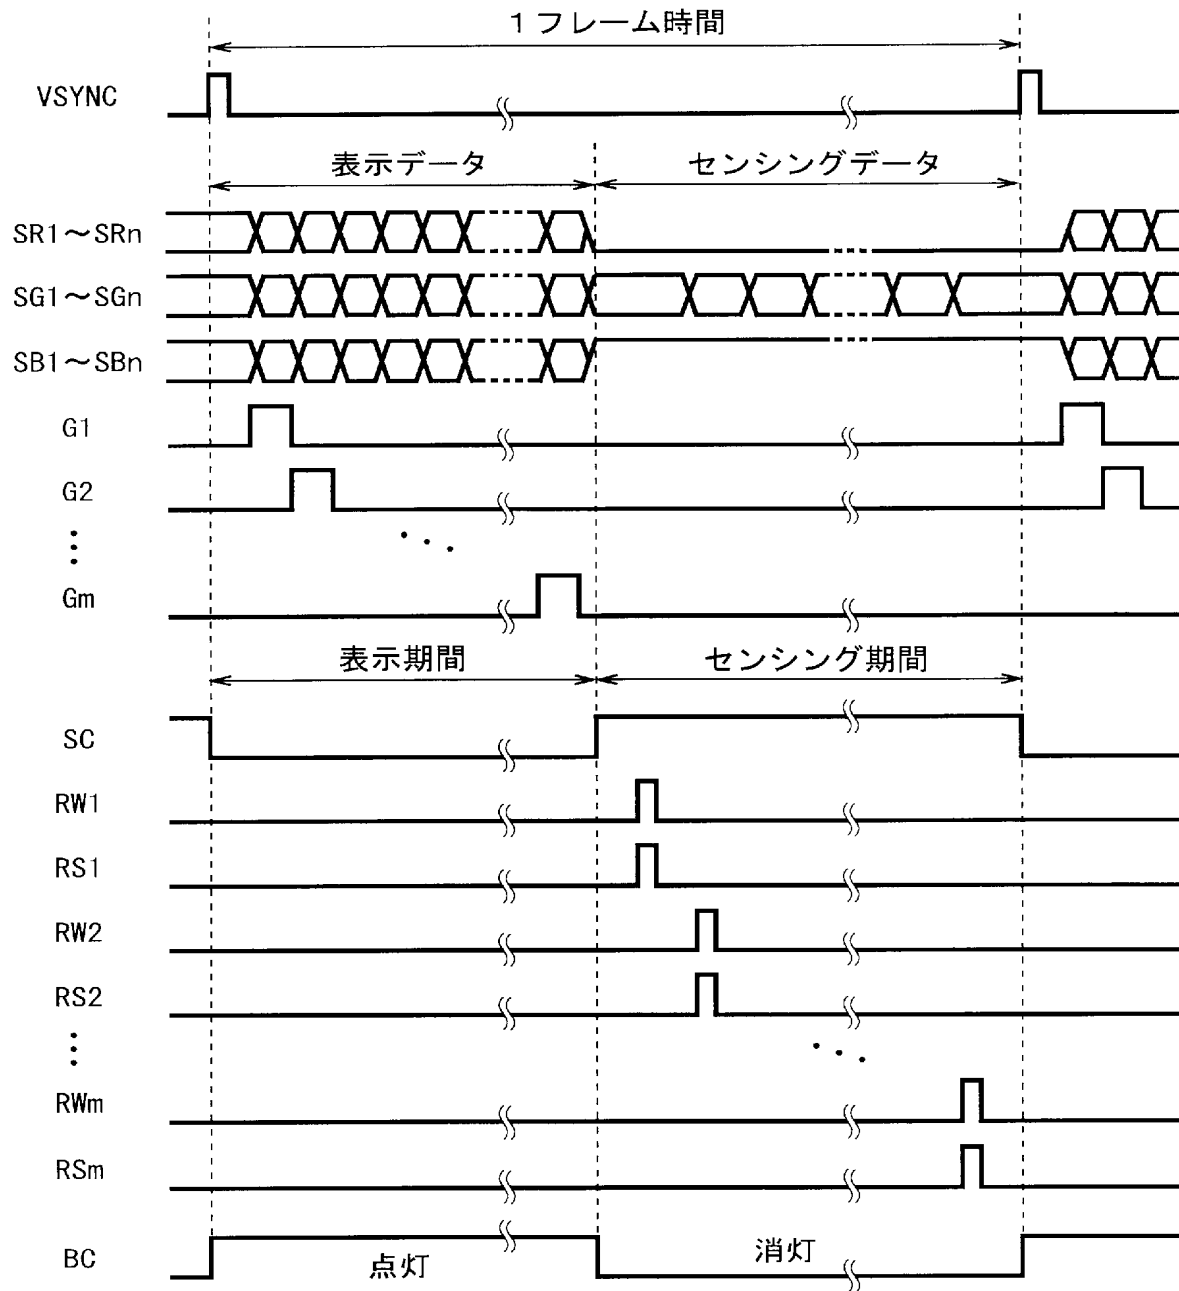 1フレーム時間
VSYNC
表示データ
センシングデータ
SR1～SRn
SG1～SGn
SB1～SBn
G1
G2
⋮
Gm
表示期間
センシング期間
SC
RW1
RS1
RW2
RS2
⋮
RWm
RSm
BC
点灯
消灯